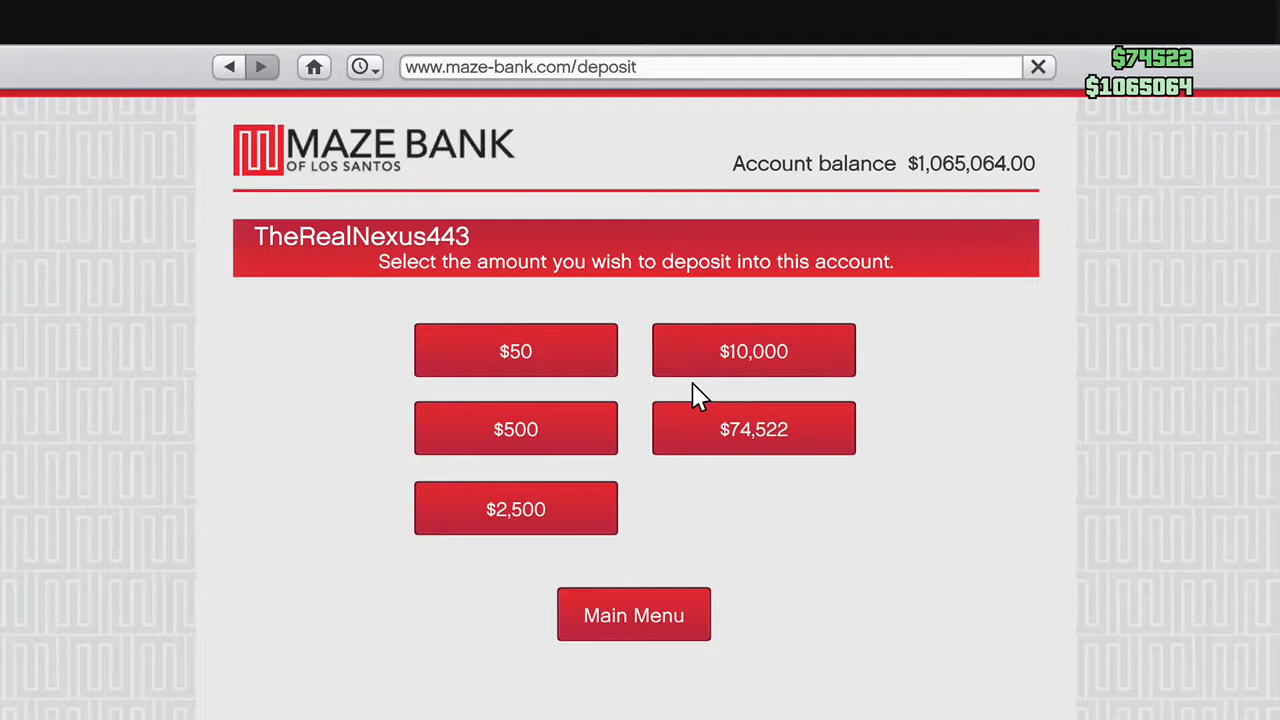 www.maze-bank.com/deposit
$74522
$1065064
MAZE BANK
OF LOS SANTOS
Account balance $1,065,064.00
TheRealNexus443
Select the amount you wish to deposit into this account.
$50
$10,000
$500
$74,522
$2,500
Main Menu